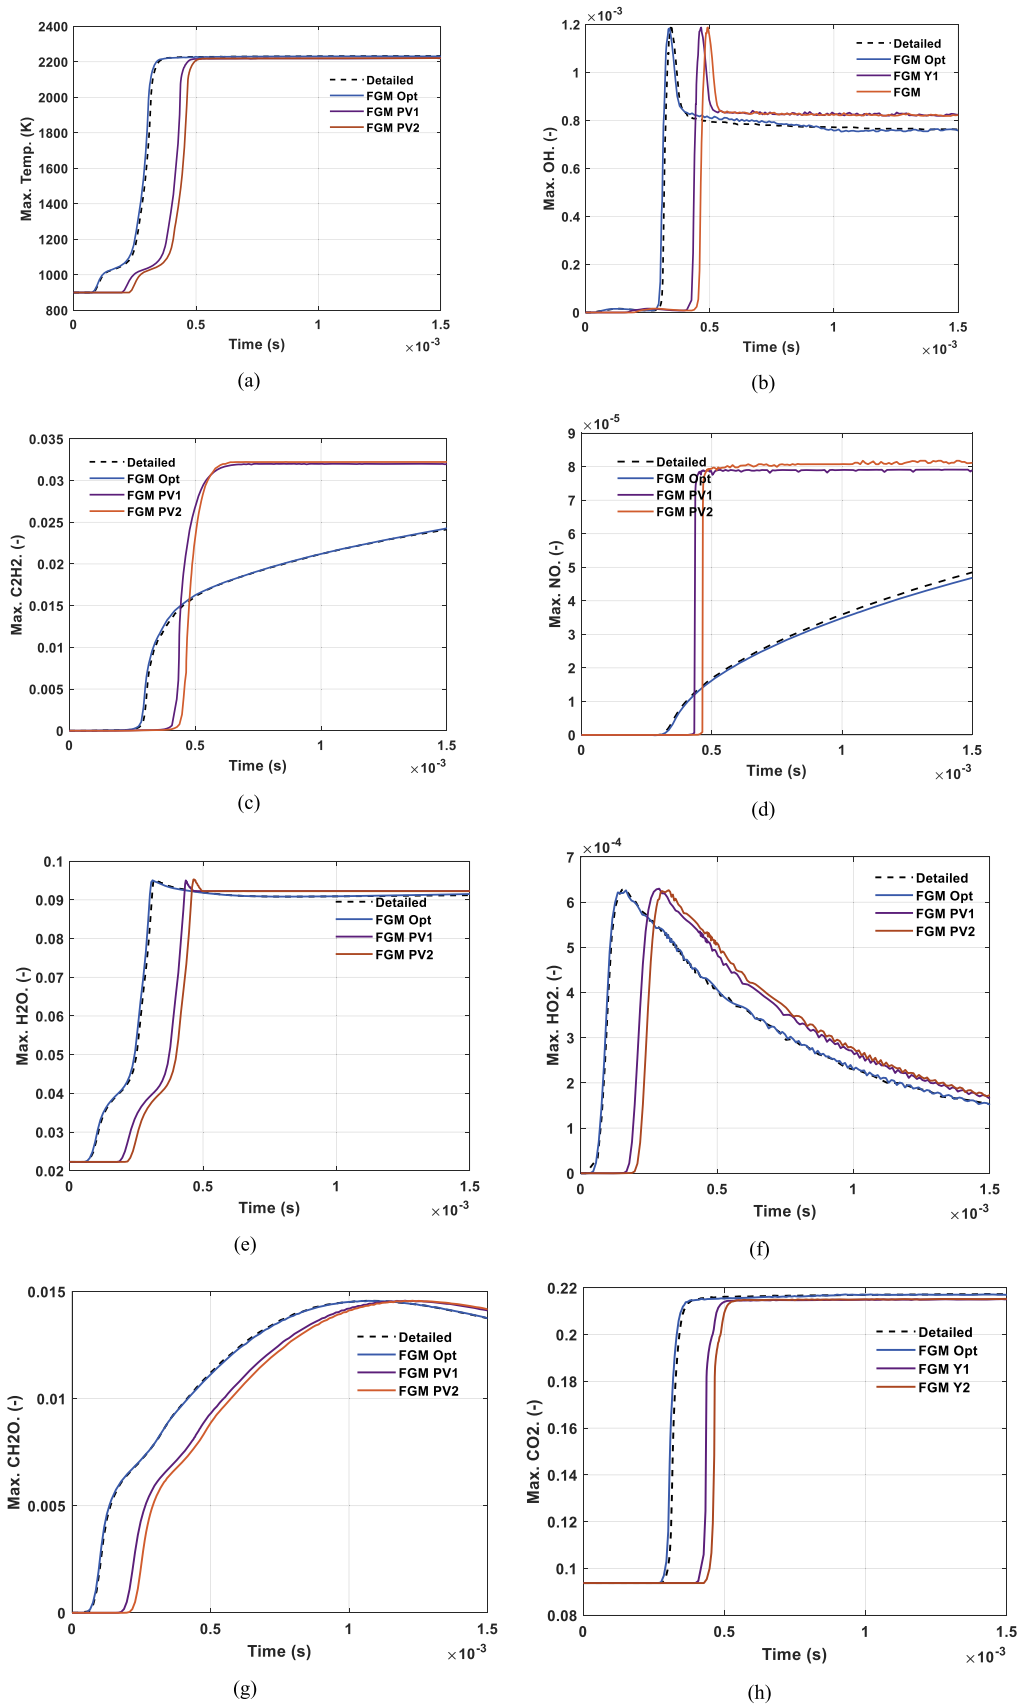 2400
2200
2000
1800
1600
1400
1200
1000
800
Max. Temp. (K)
Detailed
FGM Opt
FGM PV1
FGM PV2
0
0.5
1
1.5
Time (s)
×10-3
(a)
×10-3
1.2
1
0.8
0.6
0.4
0.2
0
Max. OH. (-)
Detailed
FGM Opt
FGM Y1
FGM
0
0.5
1
1.5
Time (s)
×10-3
(b)
0.035
0.03
0.025
0.02
0.015
0.01
0.005
0
Max. C2H2. (-)
Detailed
FGM Opt
FGM PV1
FGM PV2
0
0.5
1
1.5
Time (s)
×10-3
(c)
×10-5
9
8
7
6
5
4
3
2
1
0
Max. NO. (-)
Detailed
FGM Opt
FGM PV1
FGM PV2
0
0.5
1
1.5
Time (s)
×10-3
(d)
0.1
0.09
0.08
0.07
0.06
0.05
0.04
0.03
0.02
Max. H2O. (-)
Detailed
FGM Opt
FGM PV1
FGM PV2
0
0.5
1
1.5
Time (s)
×10-3
(e)
×10-4
7
6
5
4
3
2
1
0
Max. HO2. (-)
Detailed
FGM Opt
FGM PV1
FGM PV2
0
0.5
1
1.5
Time (s)
×10-3
(f)
0.015
0.01
0.005
0
Max. CH2O. (-)
Detailed
FGM Opt
FGM PV1
FGM PV2
0
0.5
1
1.5
Time (s)
×10-3
(g)
0.22
0.2
0.18
0.16
0.14
0.12
0.1
0.08
Max. CO2. (-)
Detailed
FGM Opt
FGM Y1
FGM Y2
0
0.5
1
1.5
Time (s)
×10-3
(h)